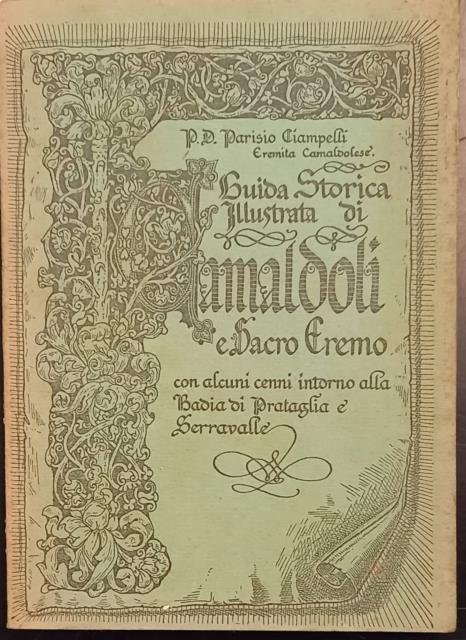 P. D. Parisio Ciampelli
Eremita Camaldolese.
Guida Storica
Illustrata di
Camaldoli
e Sacro Eremo
con alcuni cenni intorno alla
Badia di Prataglia e
Serravalle